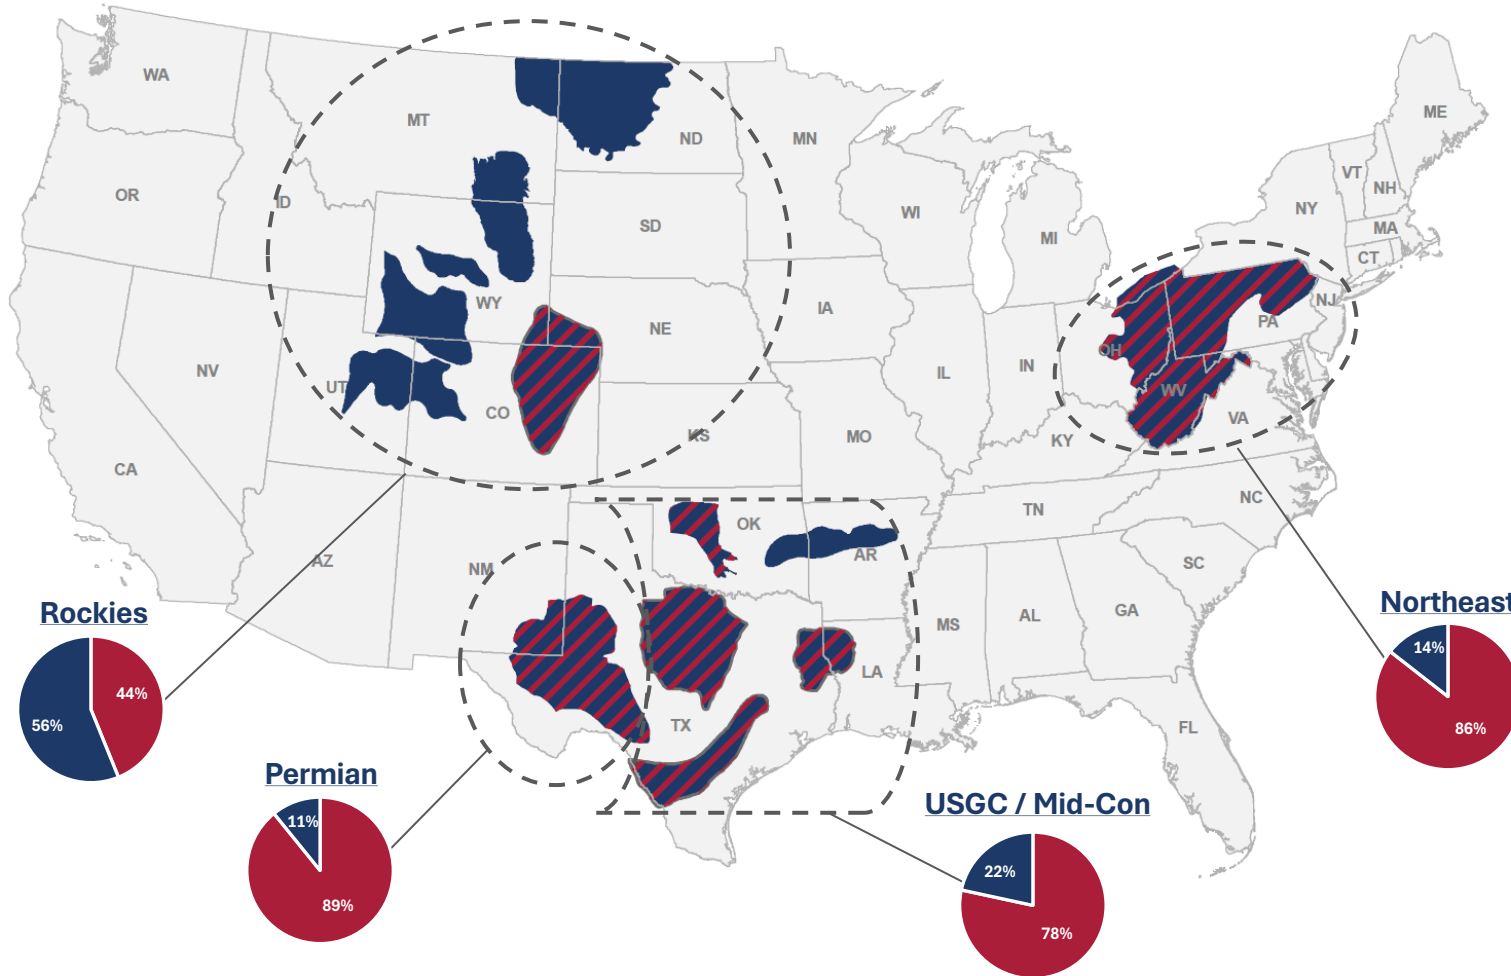 WA
MT
ND
MN
ME
OR
ID
SD
WI
MI
VT
NH
NY
MA
CT
WY
NE
IA
NJ
PA
NV
UT
CO
IL
IN
OH
WV
VA
KS
MO
KY
CA
AZ
NM
OK
AR
TN
NC
SC
MS
AL
GA
TX
LA
FL
Rockies
44%
56%
Permian
11%
89%
USGC / Mid-Con
22%
78%
Northeast
14%
86%